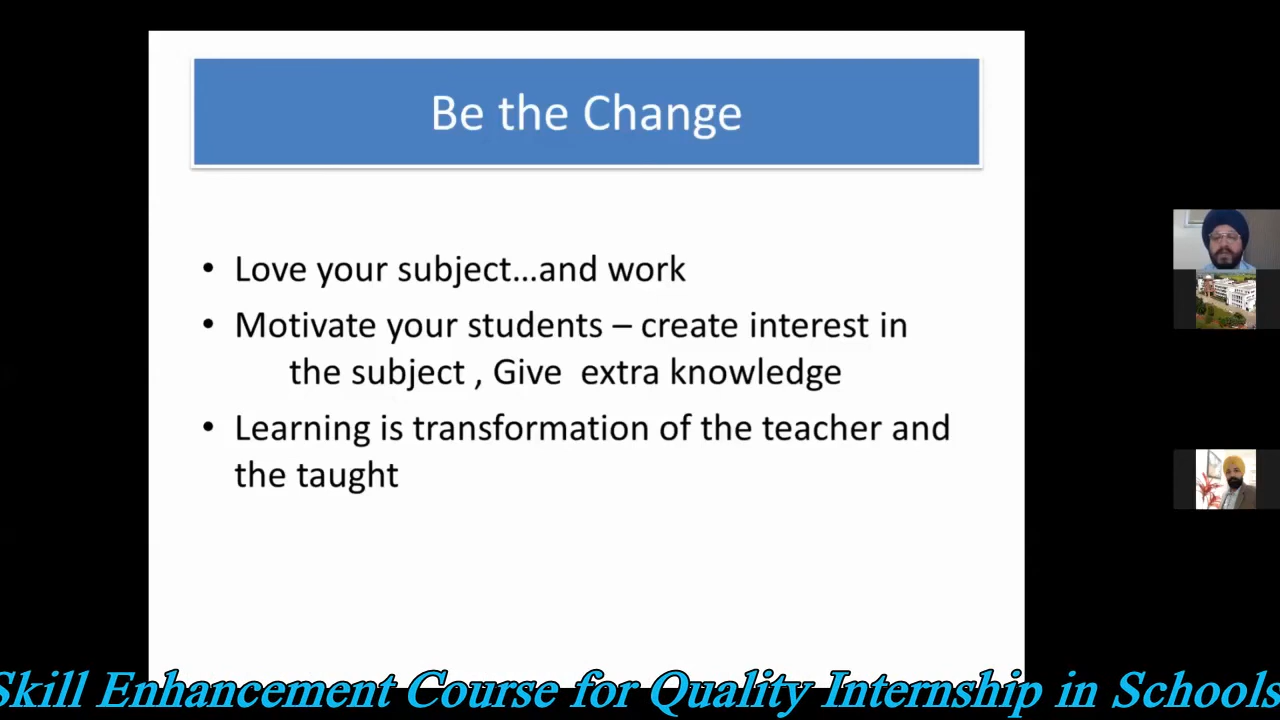 Be the Change
• Love your subject...and work
• Motivate your students – create interest in
the subject , Give extra knowledge
• Learning is transformation of the teacher and
the taught
Skill Enhancement Course for Quality Internship in Schools